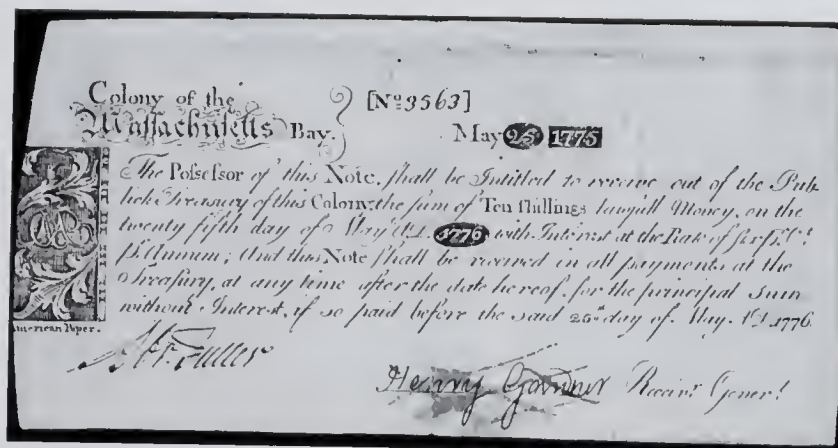 Colony of the
Massachusetts Bay.
[No 3563]
May 25 1775
The Possessor of this Note, shall be Intitled to receive out of the Pub-
lick Treasury of this Colony, the sum of Ten shillings lawfull Money, on the
twenty fifth day of May AD 1776 with Interest at the Rate of six Pr. Ct.
Pr. Annum; And this Note shall be received in all payments at the
Treasury, at any time after the date hereof, for the principal Sum
without Interest, if so paid before the said 25th day of May AD 1776.
American Paper.
Fuller
Henry Gardner Receivr Generl